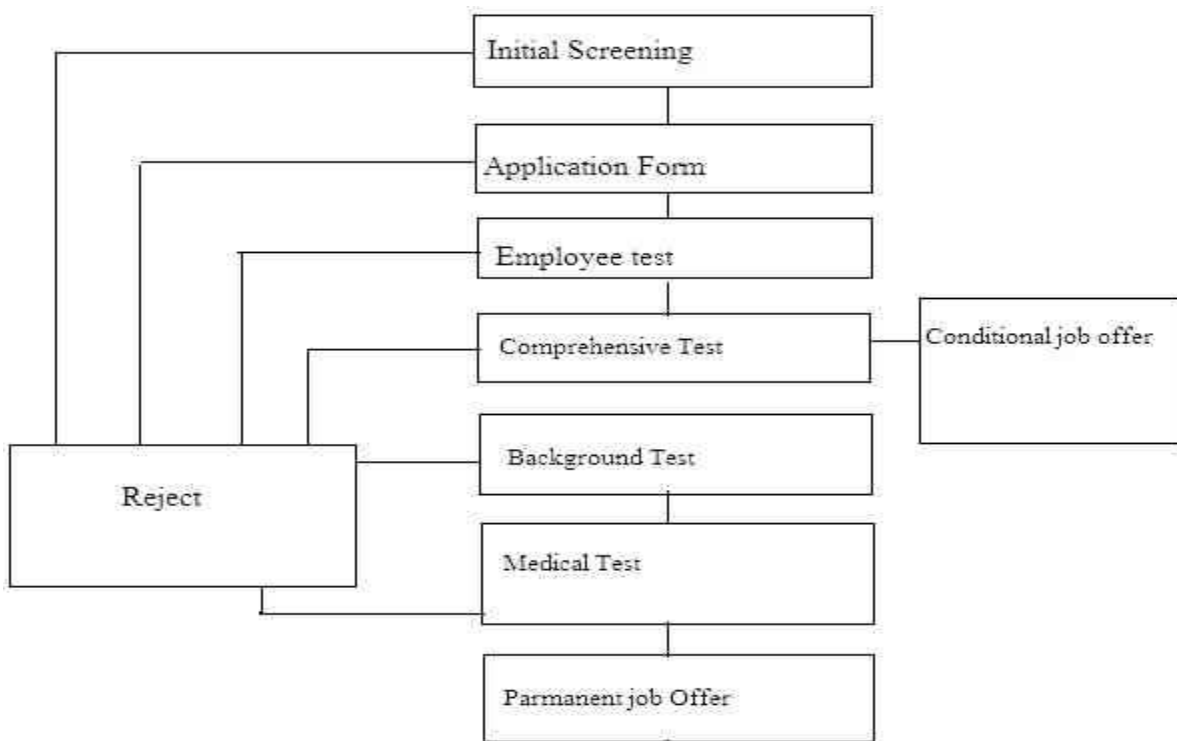 Initial Screening
Application Form
Employee test
Comprehensive Test
Conditional job offer
Background Test
Reject
Medical Test
Parmanent job Offer